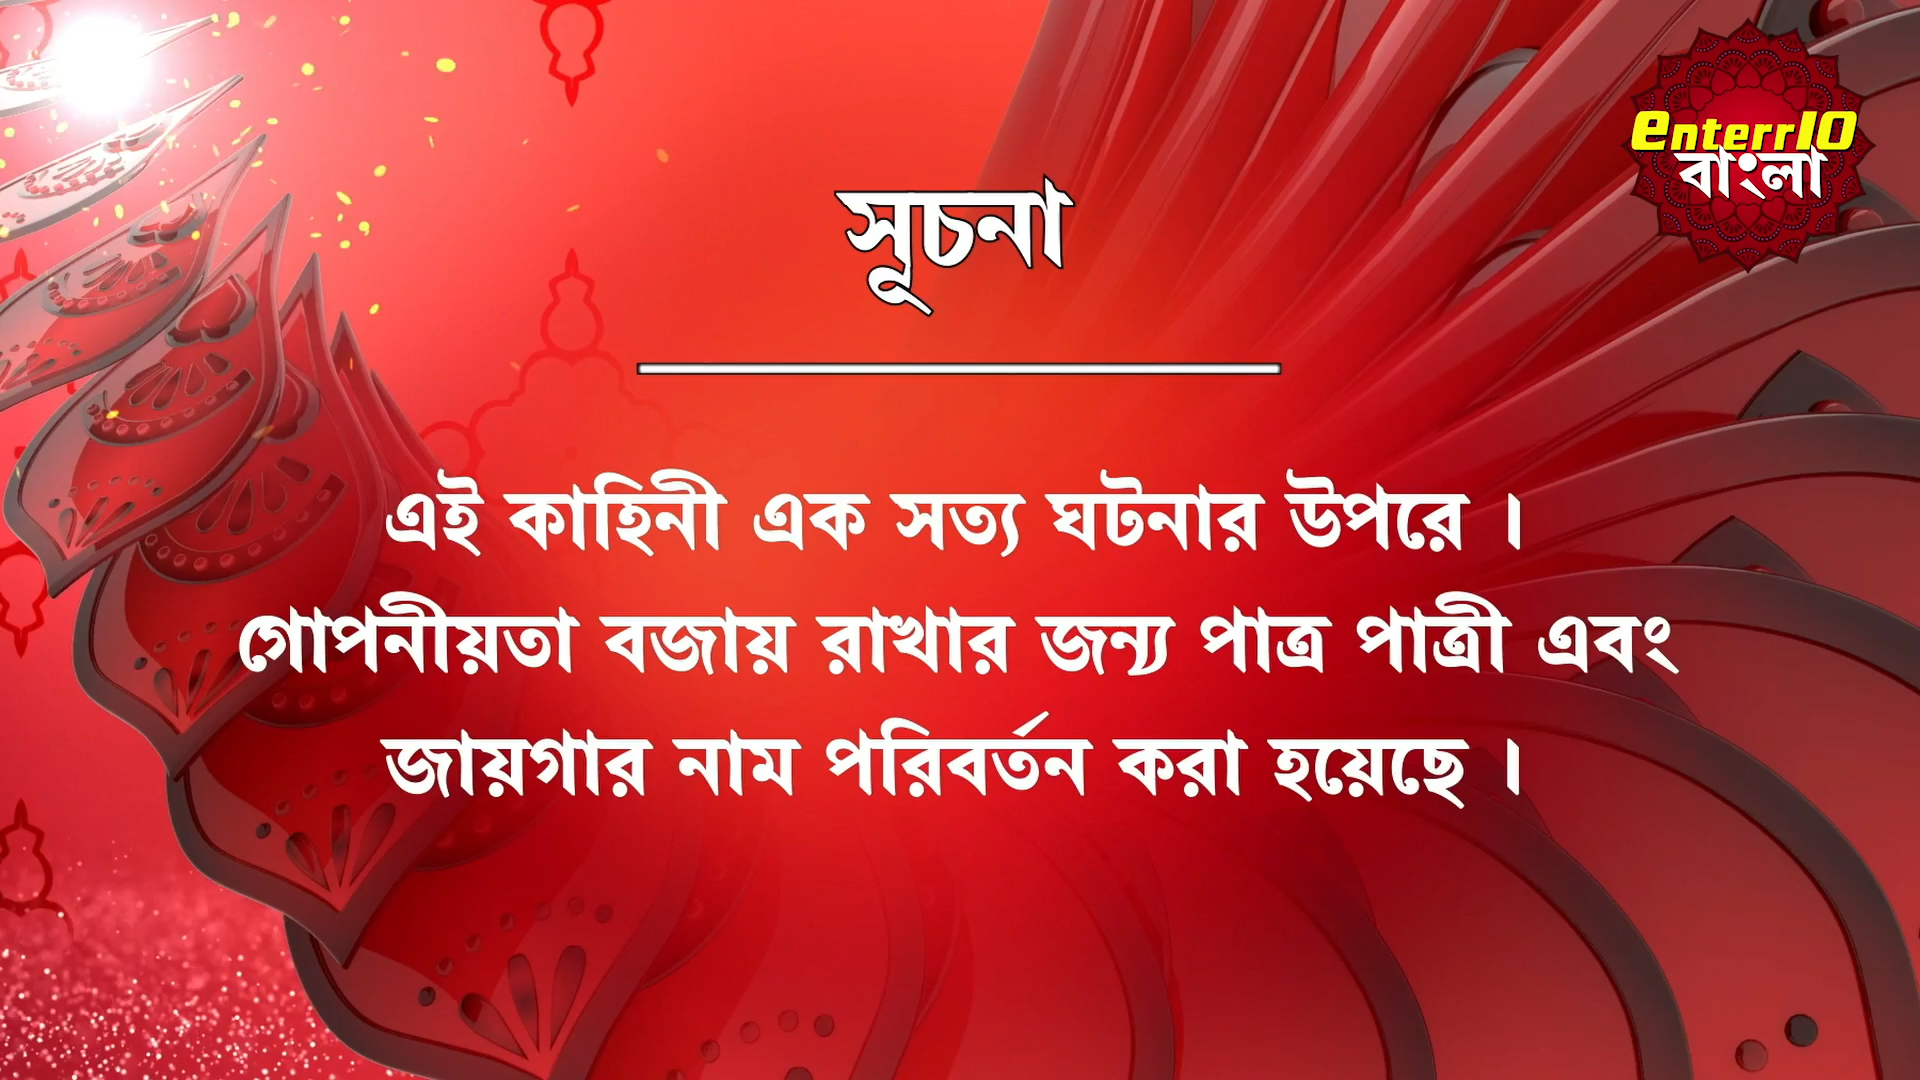 enterr10
বাংলা
সূচনা
এই কাহিনী এক সত্য ঘটনার উপরে ।
গোপনীয়তা বজায় রাখার জন্য পাত্র পাত্রী এবং
জায়গার নাম পরিবর্তন করা হয়েছে ।